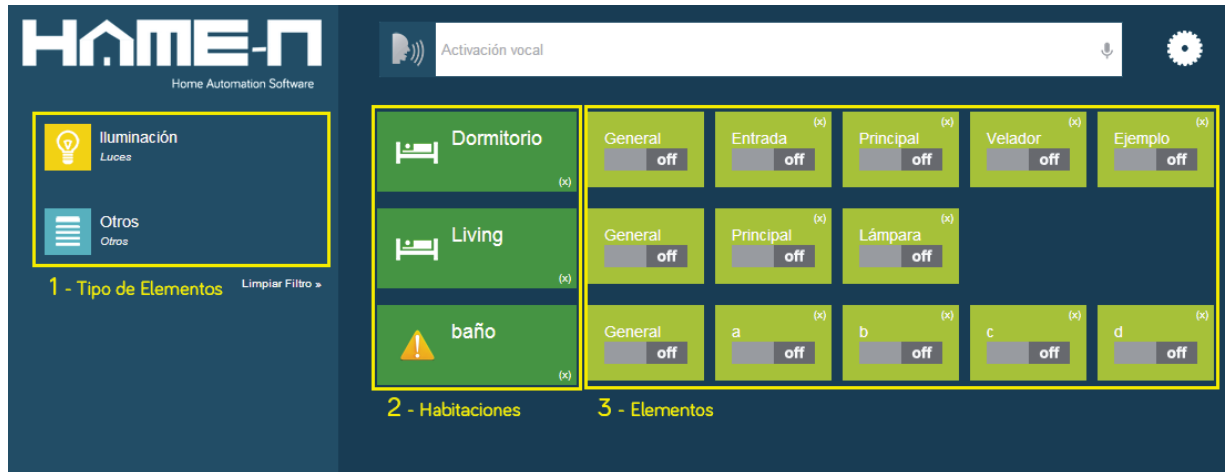 HOME-N
Home Automation Software
Activación vocal
Iluminación
Luces
Otros
Otros
1 - Tipo de Elementos
Limpiar Filtro »
Dormitorio
(x)
General
off
Entrada
(x)
off
Principal
(x)
off
Velador
(x)
off
Ejemplo
(x)
off
Living
(x)
General
off
Principal
(x)
off
Lámpara
(x)
off
baño
(x)
General
off
a
(x)
off
b
(x)
off
c
(x)
off
d
(x)
off
2 - Habitaciones
3 - Elementos